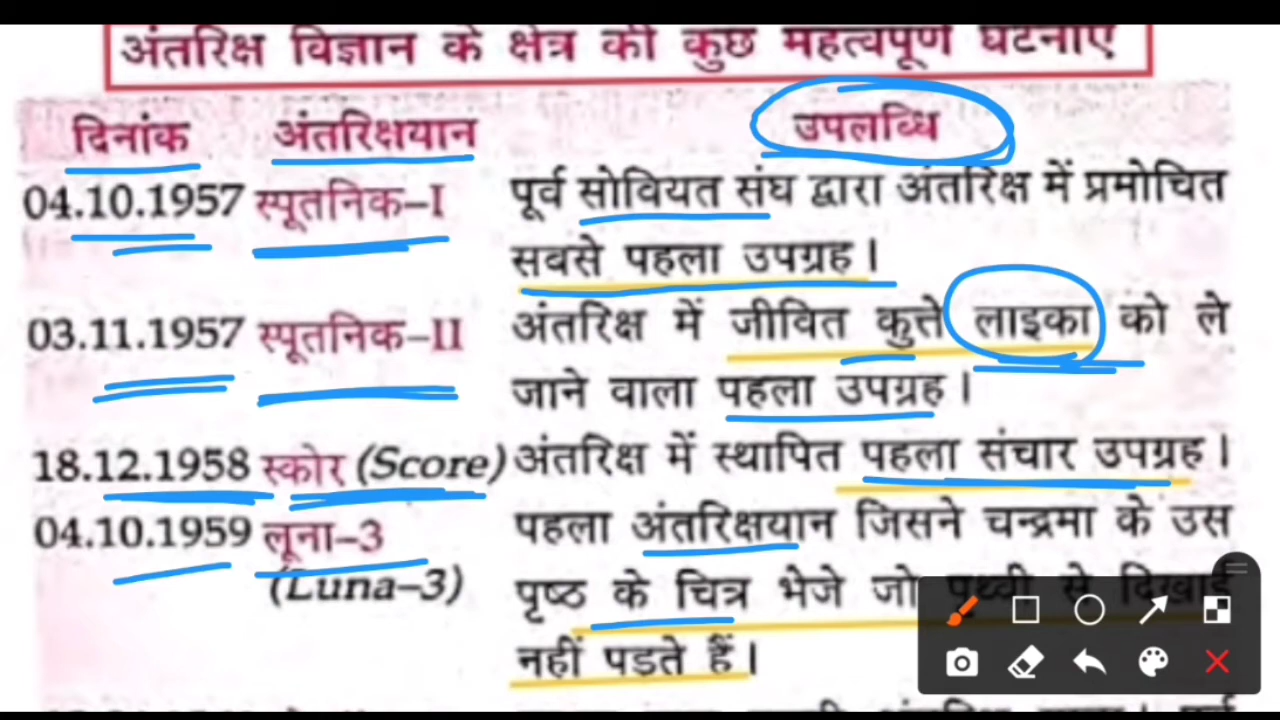 अंतरिक्ष विज्ञान के क्षेत्र की कुछ महत्वपूर्ण घटनाएं
दिनांक अंतरिक्षयान उपलब्धि
04.10.1957 स्पूतनिक–I पूर्व सोवियत संघ द्वारा अंतरिक्ष में प्रमोचित
सबसे पहला उपग्रह।
03.11.1957 स्पूतनिक–II अंतरिक्ष में जीवित कुत्ते लाइका को ले
जाने वाला पहला उपग्रह।
18.12.1958 स्कोर (Score) अंतरिक्ष में स्थापित पहला संचार उपग्रह।
04.10.1959 लूना–3 पहला अंतरिक्षयान जिसने चन्द्रमा के उस
(Luna–3) पृष्ठ के चित्र भेजे जो पृथ्वी से दिखाई
नहीं पडते हैं।